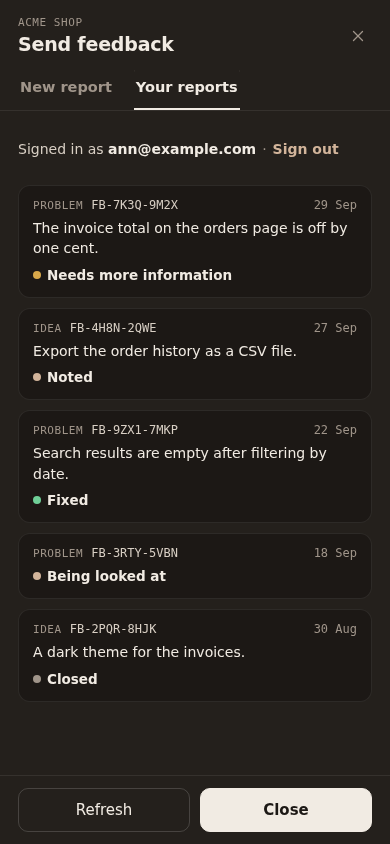 ACME SHOP
Send feedback
New report
Your reports
Signed in as ann@example.com · Sign out
PROBLEM FB-7K3Q-9M2X 29 Sep
The invoice total on the orders page is off by
one cent.
Needs more information
IDEA FB-4H8N-2QWE 27 Sep
Export the order history as a CSV file.
Noted
PROBLEM FB-9ZX1-7MKP 22 Sep
Search results are empty after filtering by
date.
Fixed
PROBLEM FB-3RTY-5VBN 18 Sep
Being looked at
IDEA FB-2PQR-8HJK 30 Aug
A dark theme for the invoices.
Closed
Refresh
Close